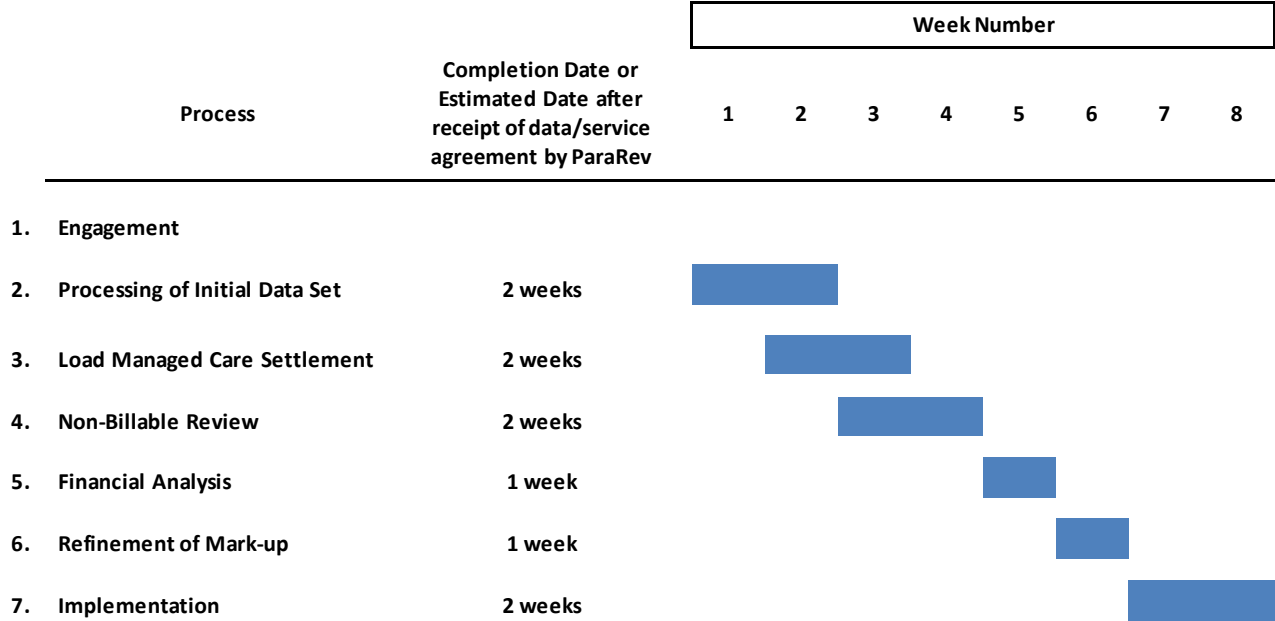 Week Number
Completion Date or
Estimated Date after
receipt of data/service
agreement by ParaRev
Process
1 2 3 4 5 6 7 8
1. Engagement
2. Processing of Initial Data Set 2 weeks
3. Load Managed Care Settlement 2 weeks
4. Non-Billable Review 2 weeks
5. Financial Analysis 1 week
6. Refinement of Mark-up 1 week
7. Implementation 2 weeks